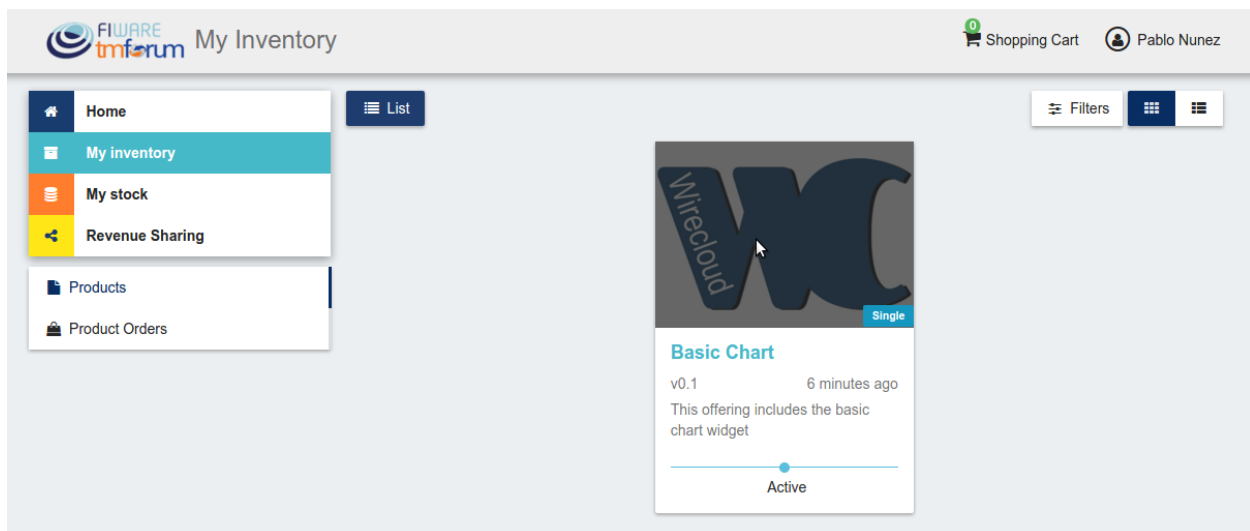 FIWARE
tmforum
My Inventory
0
Shopping Cart
Pablo Nunez
Home
My inventory
My stock
Revenue Sharing
Products
Product Orders
List
Filters
Wirecloud
WC
Single
Basic Chart
v0.1 6 minutes ago
This offering includes the basic
chart widget
Active